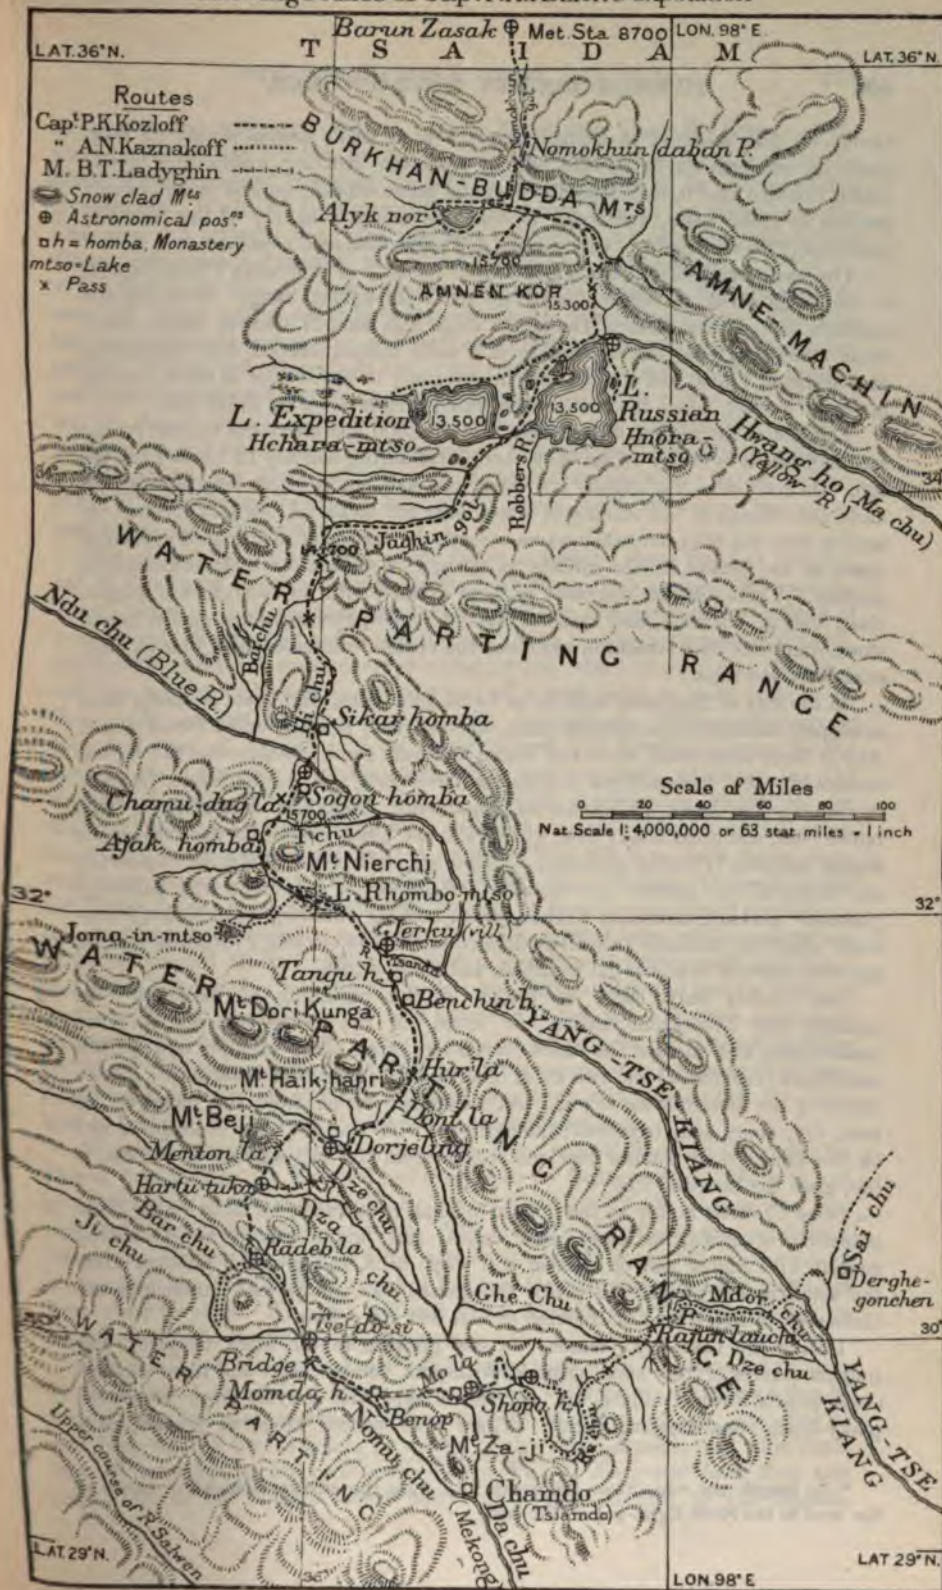 Barun Zasak
Met. Sta. 8700
LON. 98° E.
LAT. 36° N.
T S A I D A M
LAT. 36° N.
Routes
Capt. P.K.Kozloff
" A.N.Kaznakoff
M. B.T.Ladyghin
Snow clad Mts
Astronomical posns
h = homba, Monastery
mtso=Lake
x Pass
BURKHAN-BUDDA MTS
Nomokhun daban P.
Alyk nor
15.700
AMNEN KOR
15.300
AMNE MACHIN
L. Expedition
Hchara-mtso
13,500
13,500
L. Russian
Hnora-mtso
Hwang ho (Ma chu)
(Yellow R)
34°
Robbers R.
Jaghin gol
WATER PARTING RANGE
Ndu chu (Blue R)
Hi chu
Sikar homba
Chamu-dug la
15700
Sogon homba
I chu
Ajak homba
Mt. Nierchi
Scale of Miles
0 20 40 60 80 100
Nat. Scale 1: 4,000,000 or 63 stat. miles = 1 inch
32°
L. Rhombo-mtso
32°
Joma-in-mtso
Jerku (vill.)
Tangu h.
Benchin h.
WATER PARTING RANGE
Mt. Dori Kunga
YANG-TSE-KIANG
Mt. Haik-hanri
Hur la
Mt. Beji
Dorjeling
Menton la
Dze chu
Dza chu
Bar chu
Ji chu
Radeb la
Sai chu
Derghe-
gonchen
Ghe Chu
Mdor chu
30°
Tse-do-si
Dze chu
Bridge
Mo la
Momda h.
Shopa h.
YANG-TSE
KIANG
WATER PARTING
Nomu chu
Mt. Za-ji
Chamdo
(Tsiamdo)
Da chu
(Mekong)
Upper course of R. Salwen
LAT. 29° N.
LAT 29° N.
LON. 98° E